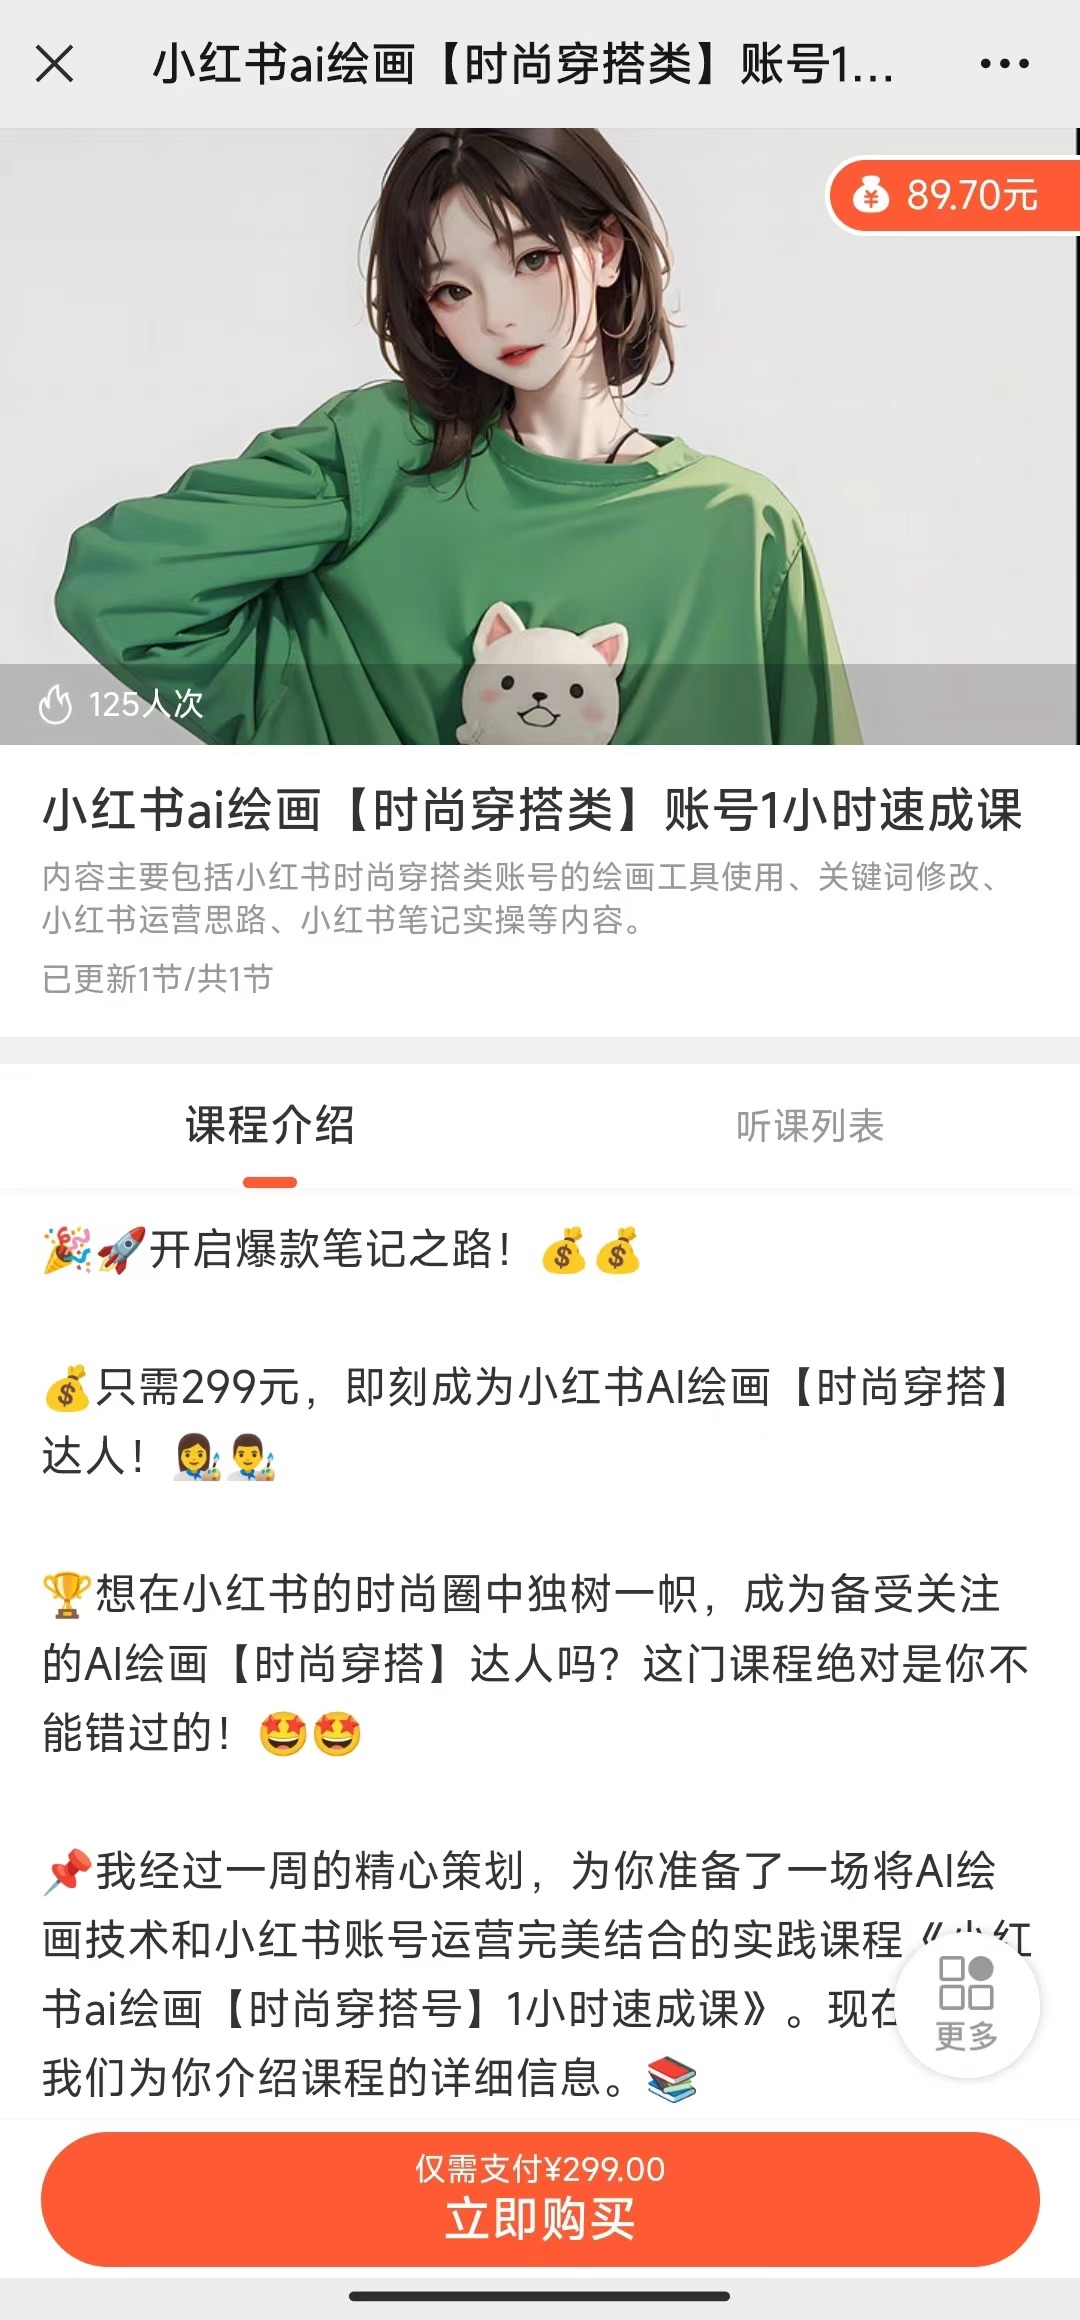 小红书ai绘画【时尚穿搭类】账号1...
89.70元
125人次
小红书ai绘画【时尚穿搭类】账号1小时速成课
内容主要包括小红书时尚穿搭类账号的绘画工具使用、关键词修改、
小红书运营思路、小红书笔记实操等内容。
已更新1节/共1节
课程介绍
听课列表
🎉🚀开启爆款笔记之路！💰💰
💰只需299元，即刻成为小红书AI绘画【时尚穿搭】
达人！👩‍🎨👨‍🎨
🏆想在小红书的时尚圈中独树一帜，成为备受关注
的AI绘画【时尚穿搭】达人吗？这门课程绝对是你不
能错过的！🤩🤩
📌我经过一周的精心策划，为你准备了一场将AI绘
画技术和小红书账号运营完美结合的实践课程《小红
书ai绘画【时尚穿搭号】1小时速成课》。现在
我们为你介绍课程的详细信息。📚
更多
仅需支付¥299.00
立即购买